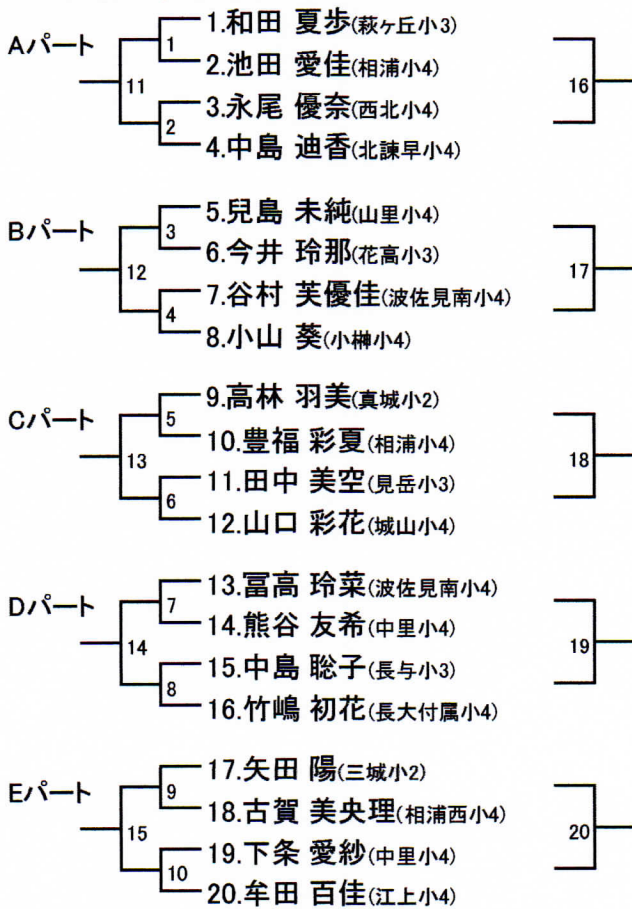 Aパート
1.和田 夏歩(萩ヶ丘小3)
1
2.池田 愛佳(相浦小4)
11
16
3.永尾 優奈(西北小4)
2
4.中島 迪香(北諫早小4)
Bパート
5.兒島 未純(山里小4)
3
6.今井 玲那(花高小3)
12
17
7.谷村 芙優佳(波佐見南小4)
4
8.小山 葵(小榊小4)
Cパート
9.高林 羽美(真城小2)
5
10.豊福 彩夏(相浦小4)
13
18
11.田中 美空(見岳小3)
6
12.山口 彩花(城山小4)
Dパート
13.冨高 玲菜(波佐見南小4)
7
14.熊谷 友希(中里小4)
14
19
15.中島 聡子(長与小3)
8
16.竹嶋 初花(長大付属小4)
Eパート
17.矢田 陽(三城小2)
9
18.古賀 美央理(相浦西小4)
15
20
19.下条 愛紗(中里小4)
10
20.牟田 百佳(江上小4)